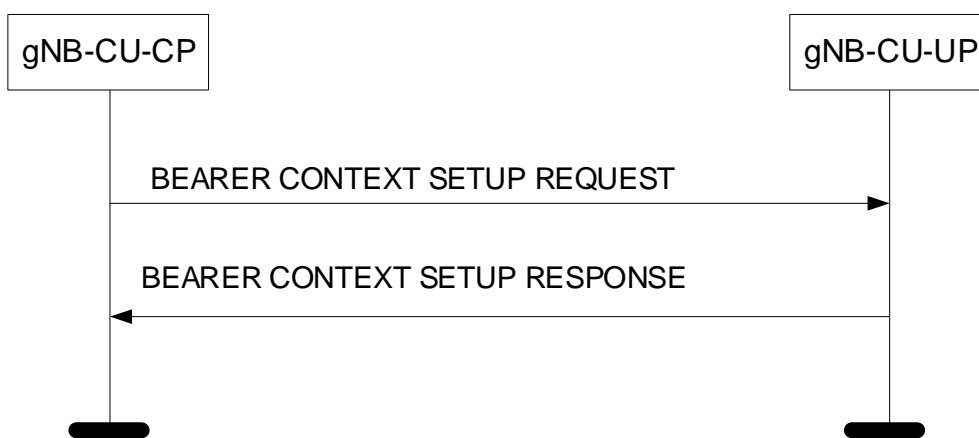 gNB-CU-CP
gNB-CU-UP
BEARER CONTEXT SETUP REQUEST
BEARER CONTEXT SETUP RESPONSE